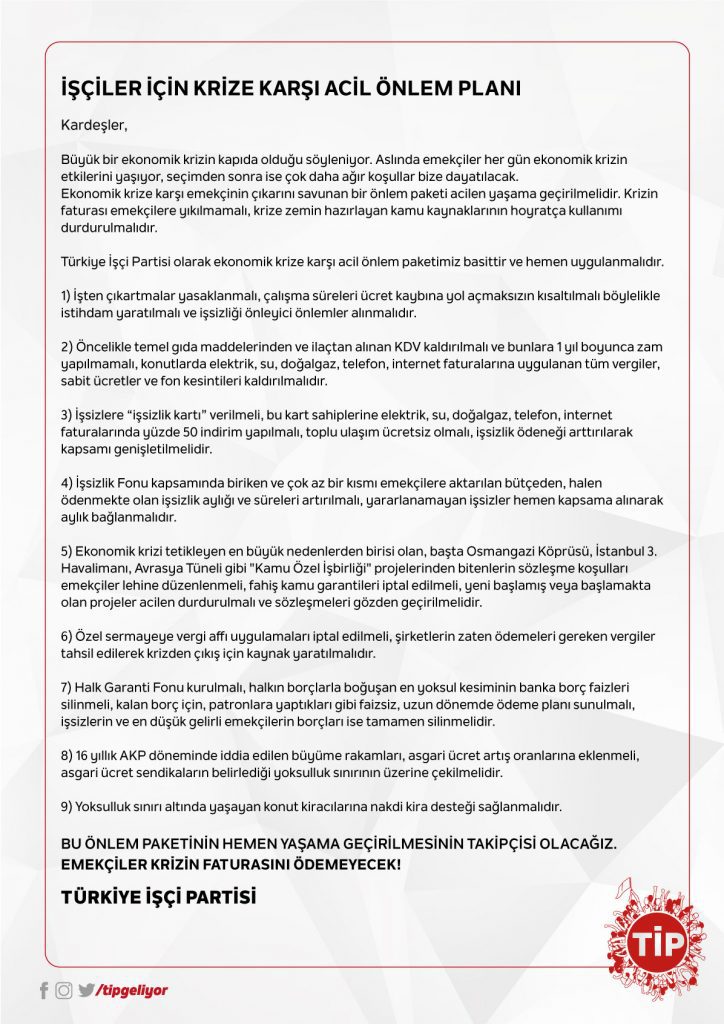 İŞÇİLER İÇİN KRİZE KARŞI ACİL ÖNLEM PLANI
Kardeşler,
Büyük bir ekonomik krizin kapıda olduğu söyleniyor. Aslında emekçiler her gün ekonomik krizin
etkilerini yaşıyor, seçimden sonra ise çok daha ağır koşullar bize dayatılacak.
Ekonomik krize karşı emekçinin çıkarını savunan bir önlem paketi acilen yaşama geçirilmelidir. Krizin
faturası emekçilere yıkılmamalı, krize zemin hazırlayan kamu kaynaklarının hoyratça kullanımı
durdurulmalıdır.
Türkiye İşçi Partisi olarak ekonomik krize karşı acil önlem paketimiz basittir ve hemen uygulanmalıdır.
1) İşten çıkartmalar yasaklanmalı, çalışma süreleri ücret kaybına yol açmaksızın kısaltılmalı böylelikle
istihdam yaratılmalı ve işsizliği önleyici önlemler alınmalıdır.
2) Öncelikle temel gıda maddelerinden ve ilaçtan alınan KDV kaldırılmalı ve bunlara 1 yıl boyunca zam
yapılmamalı, konutlarda elektrik, su, doğalgaz, telefon, internet faturalarına uygulanan tüm vergiler,
sabit ücretler ve fon kesintileri kaldırılmalıdır.
3) İşsizlere “işsizlik kartı” verilmeli, bu kart sahiplerine elektrik, su, doğalgaz, telefon, internet
faturalarında yüzde 50 indirim yapılmalı, toplu ulaşım ücretsiz olmalı, işsizlik ödeneği arttırılarak
kapsamı genişletilmelidir.
4) İşsizlik Fonu kapsamında biriken ve çok az bir kısmı emekçilere aktarılan bütçeden, halen
ödenmekte olan işsizlik aylığı ve süreleri artırılmalı, yararlanamayan işsizler hemen kapsama alınarak
aylık bağlanmalıdır.
5) Ekonomik krizi tetikleyen en büyük nedenlerden birisi olan, başta Osmangazi Köprüsü, İstanbul 3.
Havalimanı, Avrasya Tüneli gibi "Kamu Özel İşbirliği" projelerinden bitenlerin sözleşme koşulları
emekçiler lehine düzenlenmeli, fahiş kamu garantileri iptal edilmeli, yeni başlamış veya başlamakta
olan projeler acilen durdurulmalı ve sözleşmeleri gözden geçirilmelidir.
6) Özel sermayeye vergi affı uygulamaları iptal edilmeli, şirketlerin zaten ödemeleri gereken vergiler
tahsil edilerek krizden çıkış için kaynak yaratılmalıdır.
7) Halk Garanti Fonu kurulmalı, halkın borçlarla boğuşan en yoksul kesiminin banka borç faizleri
silinmeli, kalan borç için, patronlara yaptıkları gibi faizsiz, uzun dönemde ödeme planı sunulmalı,
işsizlerin ve en düşük gelirli emekçilerin borçları ise tamamen silinmelidir.
8) 16 yıllık AKP döneminde iddia edilen büyüme rakamları, asgari ücret artış oranlarına eklenmeli,
asgari ücret sendikaların belirlediği yoksulluk sınırının üzerine çekilmelidir.
9) Yoksulluk sınırı altında yaşayan konut kiracılarına nakdi kira desteği sağlanmalıdır.
BU ÖNLEM PAKETİNİN HEMEN YAŞAMA GEÇİRİLMESİNİN TAKİPÇİSİ OLACAĞIZ.
EMEKÇİLER KRİZİN FATURASINI ÖDEMEYECEK!
TÜRKİYE İŞÇİ PARTİSİ
TİP
/tipgeliyor